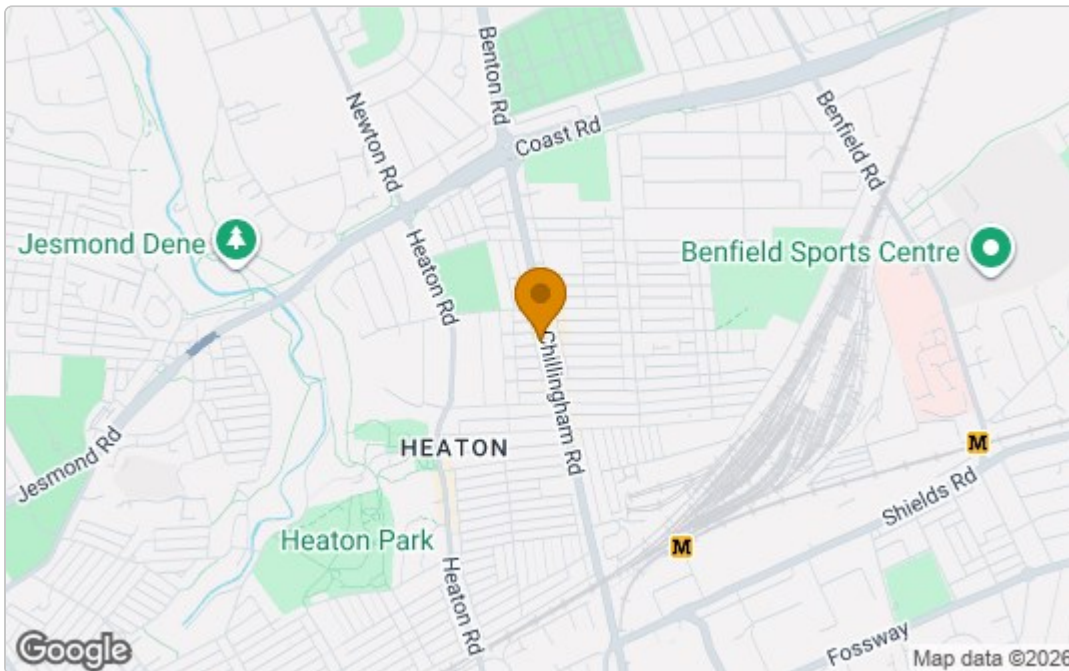 Benton Rd
Newton Rd
Coast Rd
Benfield Rd
Jesmond Dene
Heaton Rd
Benfield Sports Centre
Chillingham Rd
Jesmond Rd
HEATON
M
Shields Rd
Heaton Park
M
Heaton Rd
Fossway
Google
Map data ©2026